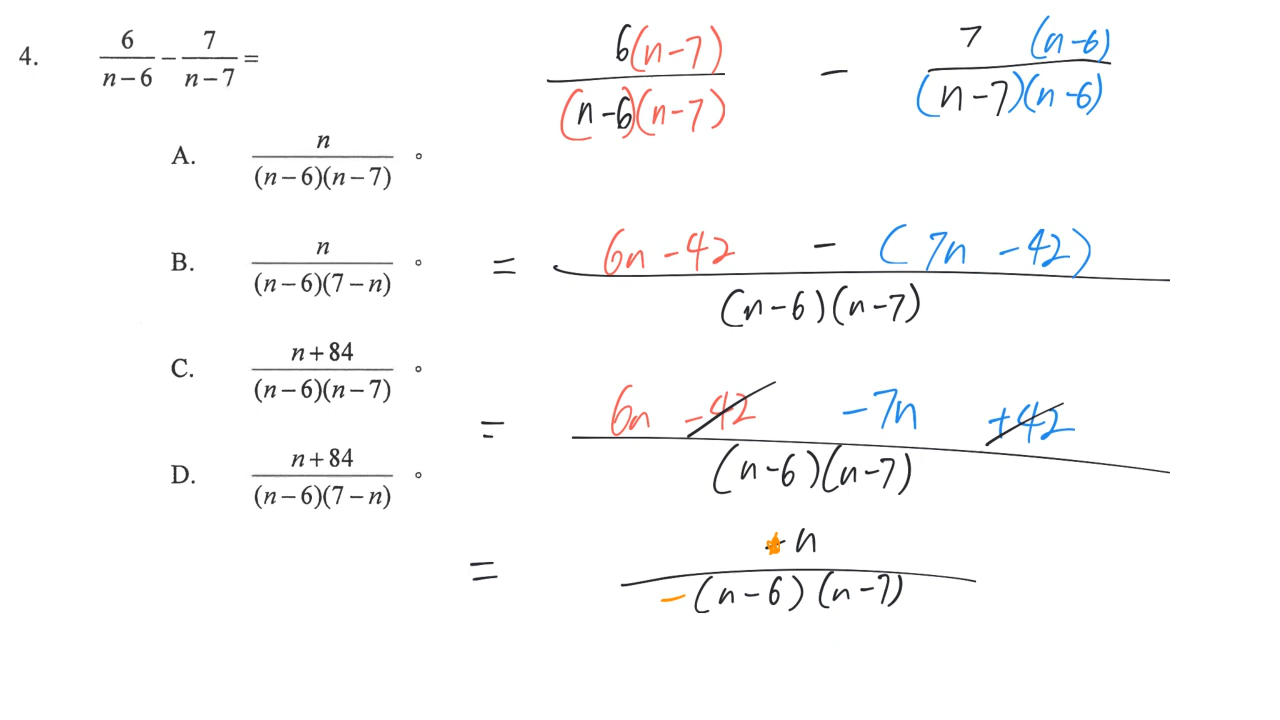 4. 6/(n−6) − 7/(n−7) =
A. n/((n−6)(n−7)) 。
B. n/((n−6)(7−n)) 。
C. (n+84)/((n−6)(n−7)) 。
D. (n+84)/((n−6)(7−n)) 。
6(n−7)/((n−6)(n−7)) − 7(n−6)/((n−7)(n−6))
= (6n−42 − (7n−42))/((n−6)(n−7))
= (6n −42 −7n +42)/((n−6)(n−7))
= +n/(−(n−6)(n−7))